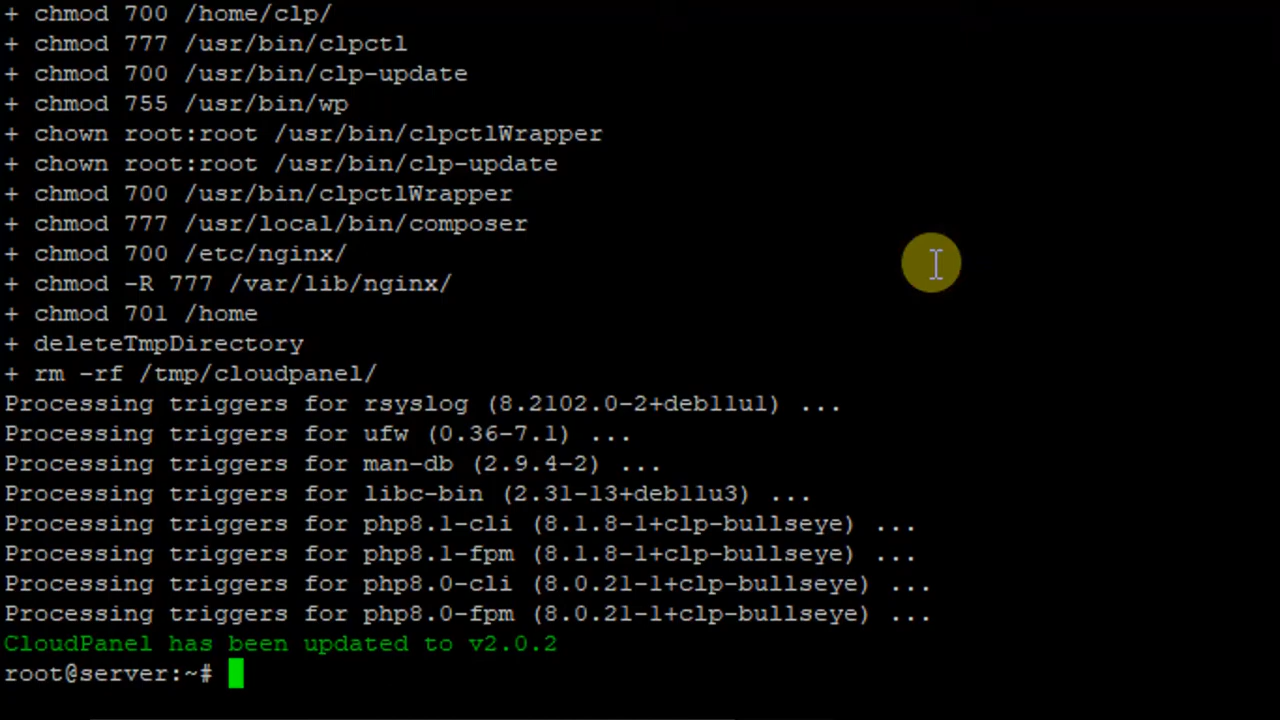 + chmod 700 /home/clp/
+ chmod 777 /usr/bin/clpctl
+ chmod 700 /usr/bin/clp-update
+ chmod 755 /usr/bin/wp
+ chown root:root /usr/bin/clpctlWrapper
+ chown root:root /usr/bin/clp-update
+ chmod 700 /usr/bin/clpctlWrapper
+ chmod 777 /usr/local/bin/composer
+ chmod 700 /etc/nginx/
+ chmod -R 777 /var/lib/nginx/
+ chmod 701 /home
+ deleteTmpDirectory
+ rm -rf /tmp/cloudpanel/
Processing triggers for rsyslog (8.2102.0-2+deb11u1) ...
Processing triggers for ufw (0.36-7.1) ...
Processing triggers for man-db (2.9.4-2) ...
Processing triggers for libc-bin (2.31-13+deb11u3) ...
Processing triggers for php8.1-cli (8.1.8-1+clp-bullseye) ...
Processing triggers for php8.1-fpm (8.1.8-1+clp-bullseye) ...
Processing triggers for php8.0-cli (8.0.21-1+clp-bullseye) ...
Processing triggers for php8.0-fpm (8.0.21-1+clp-bullseye) ...
CloudPanel has been updated to v2.0.2
root@server:~#